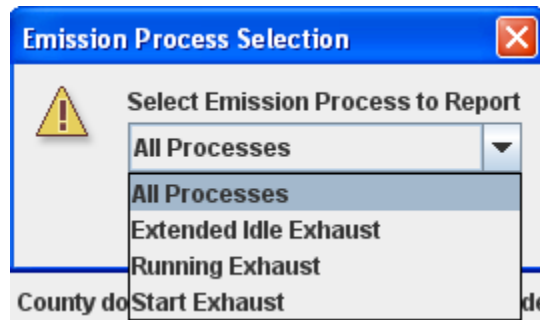 Emission Process Selection
Select Emission Process to Report
All Processes
All Processes
Extended Idle Exhaust
Running Exhaust
Start Exhaust
County do